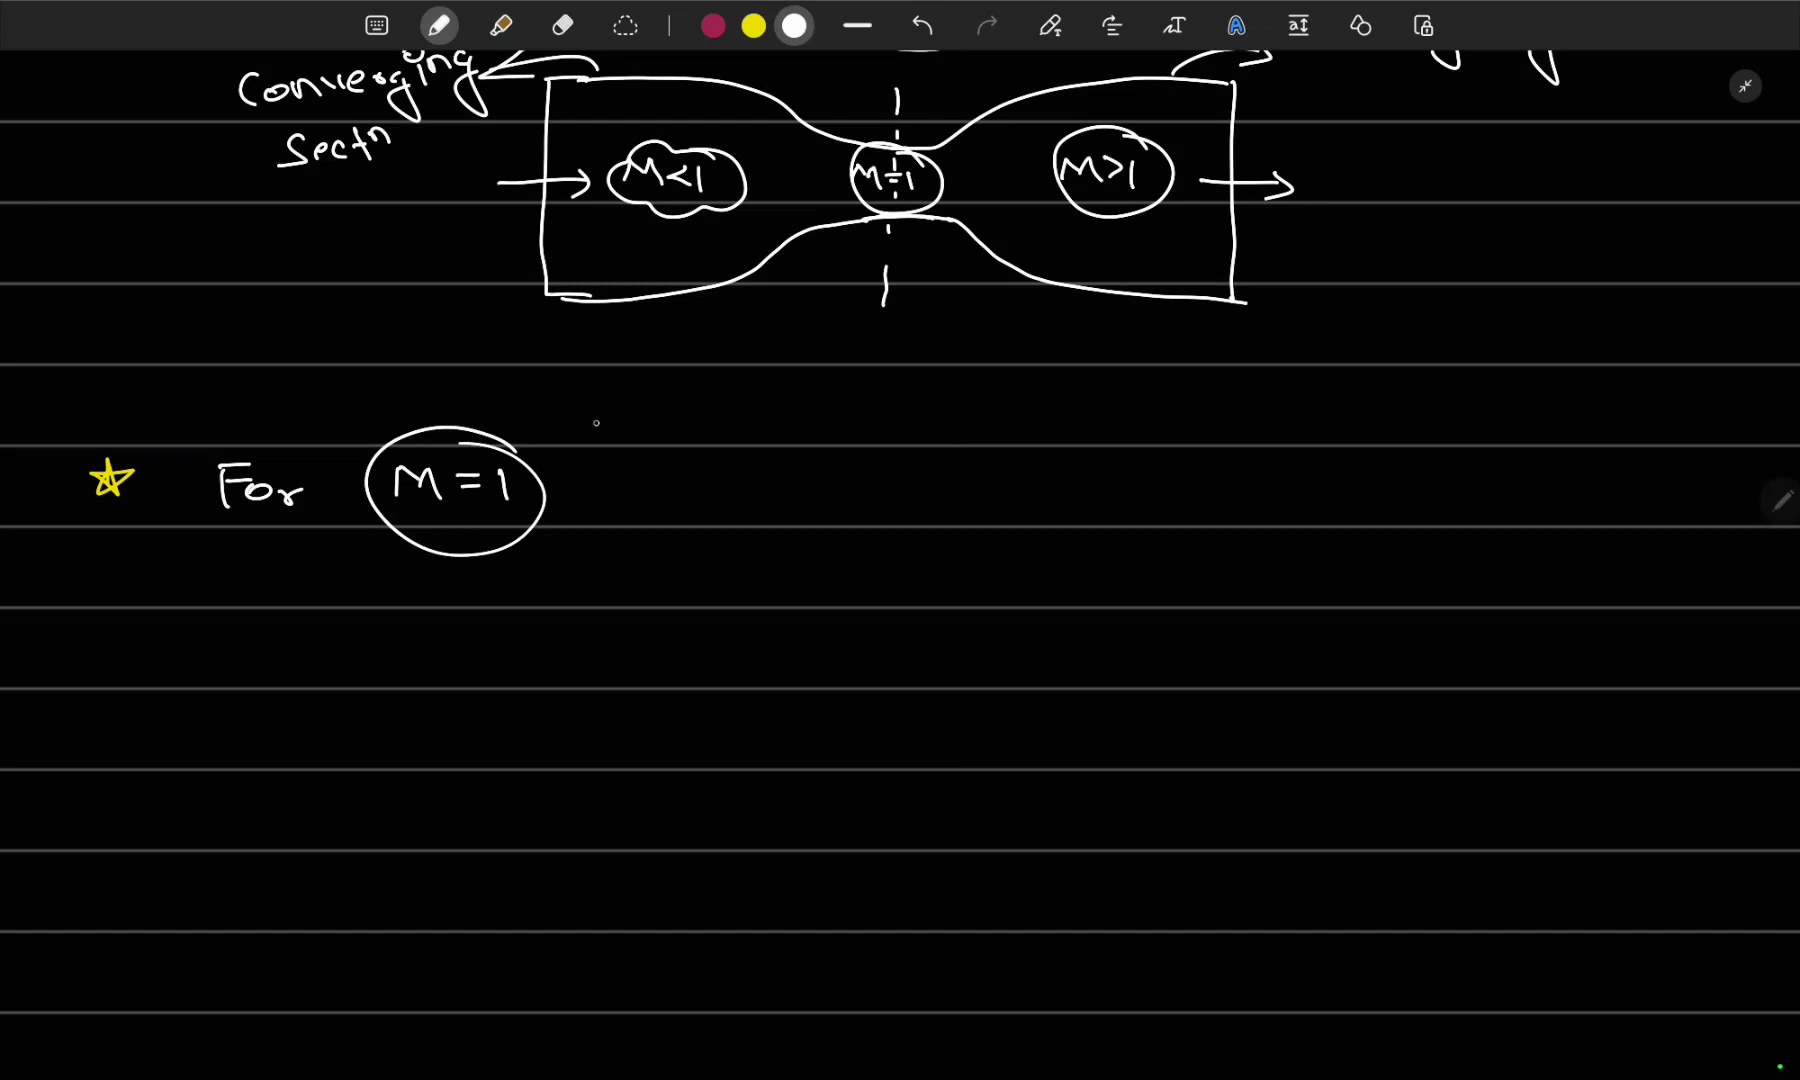 Converging
Sectn
M<1
M=1
M>1
For M=1